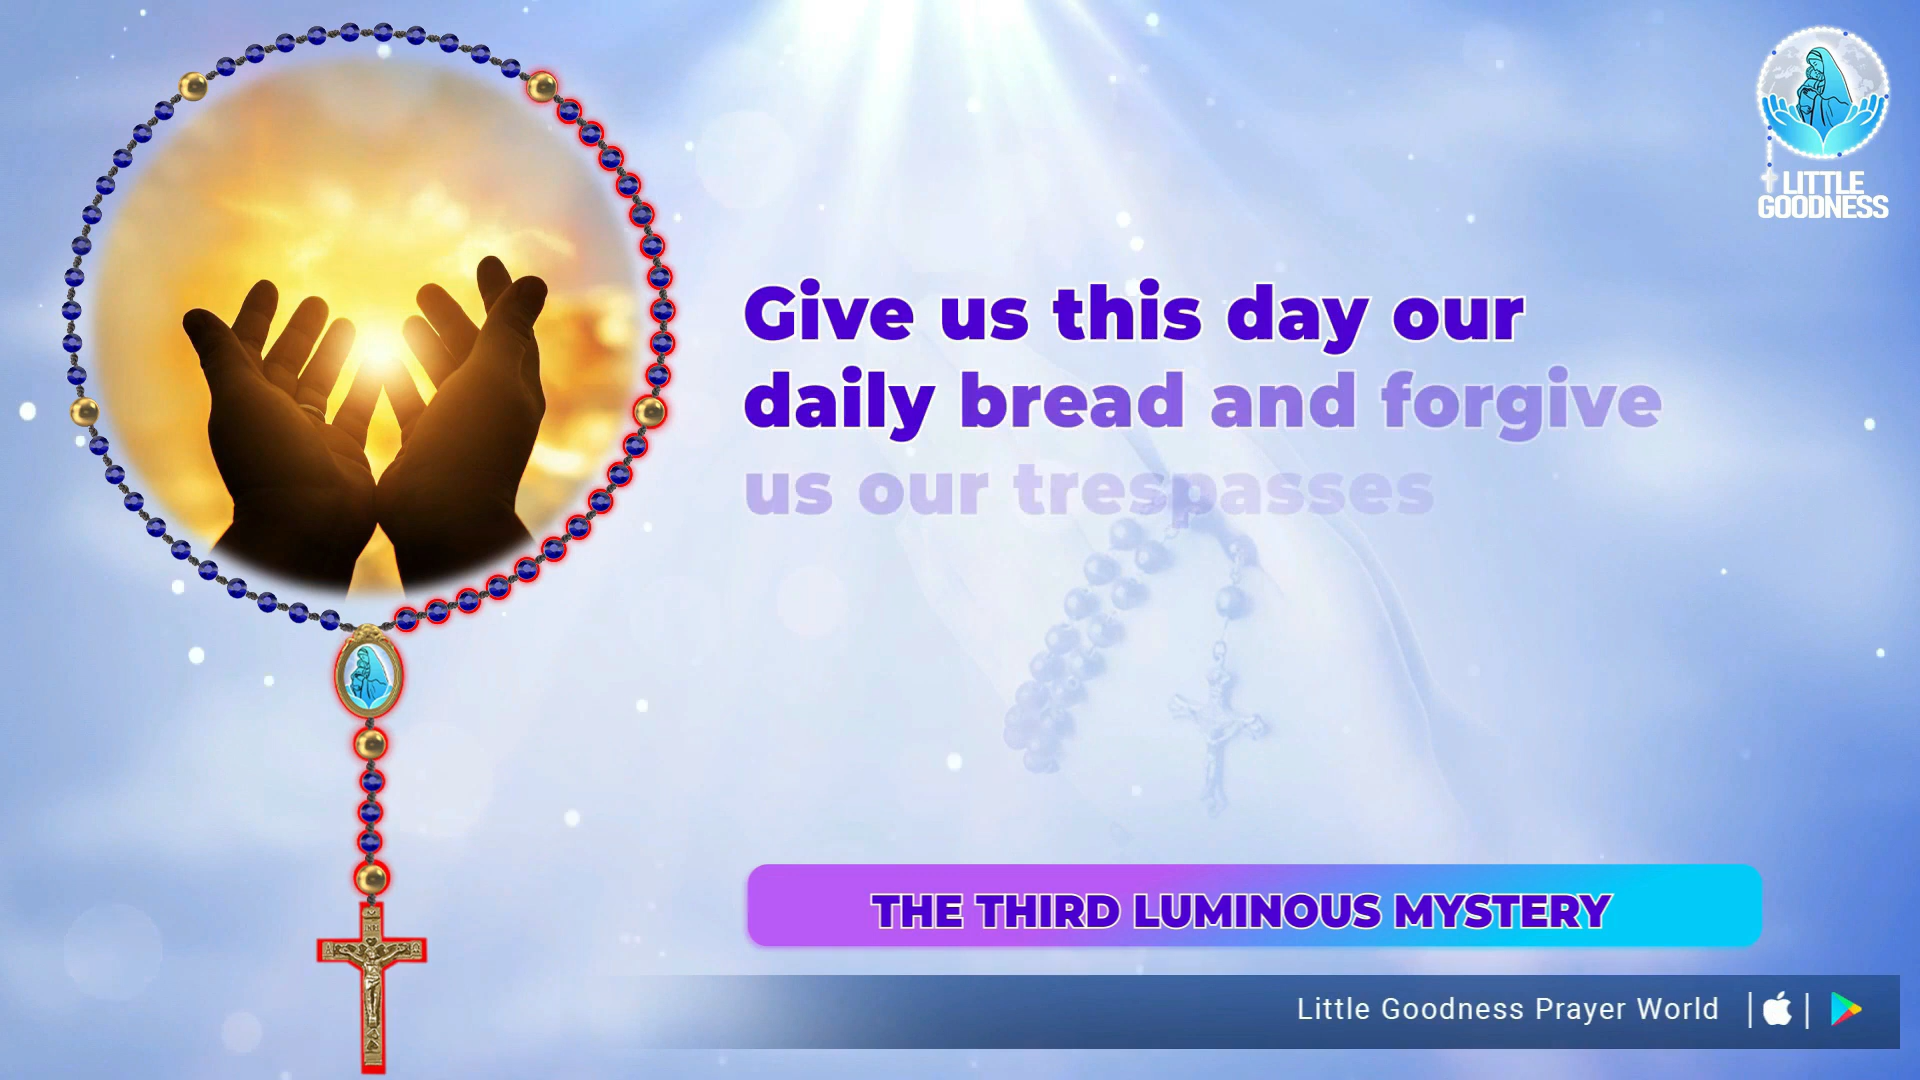 LITTLE
GOODNESS
Give us this day our
daily bread and forgive
us our trespasses
THE THIRD LUMINOUS MYSTERY
INRI
Little Goodness Prayer World